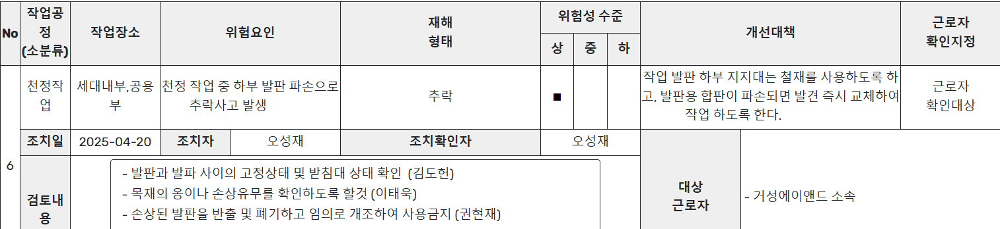 No
작업공
정
(소분류)
작업장소
위험요인
재해
형태
위험성 수준
상
중
하
개선대책
근로자
확인지정
6
천정작
업
세대내부,공용
부
천정 작업 중 하부 발판 파손으로
추락사고 발생
추락
■
작업 발판 하부 지지대는 철재를 사용하도록 하
고, 발판용 합판이 파손되면 발견 즉시 교체하여
작업 하도록 한다.
근로자
확인대상
조치일
2025-04-20
조치자
오성재
조치확인자
오성재
검토내
용
- 발판과 발파 사이의 고정상태 및 받침대 상태 확인 (김도헌)
- 목재의 옹이나 손상유무를 확인하도록 할것 (이태욱)
- 손상된 발판을 반출 및 폐기하고 임의로 개조하여 사용금지 (권현재)
대상
근로자
- 거성에이앤드 소속